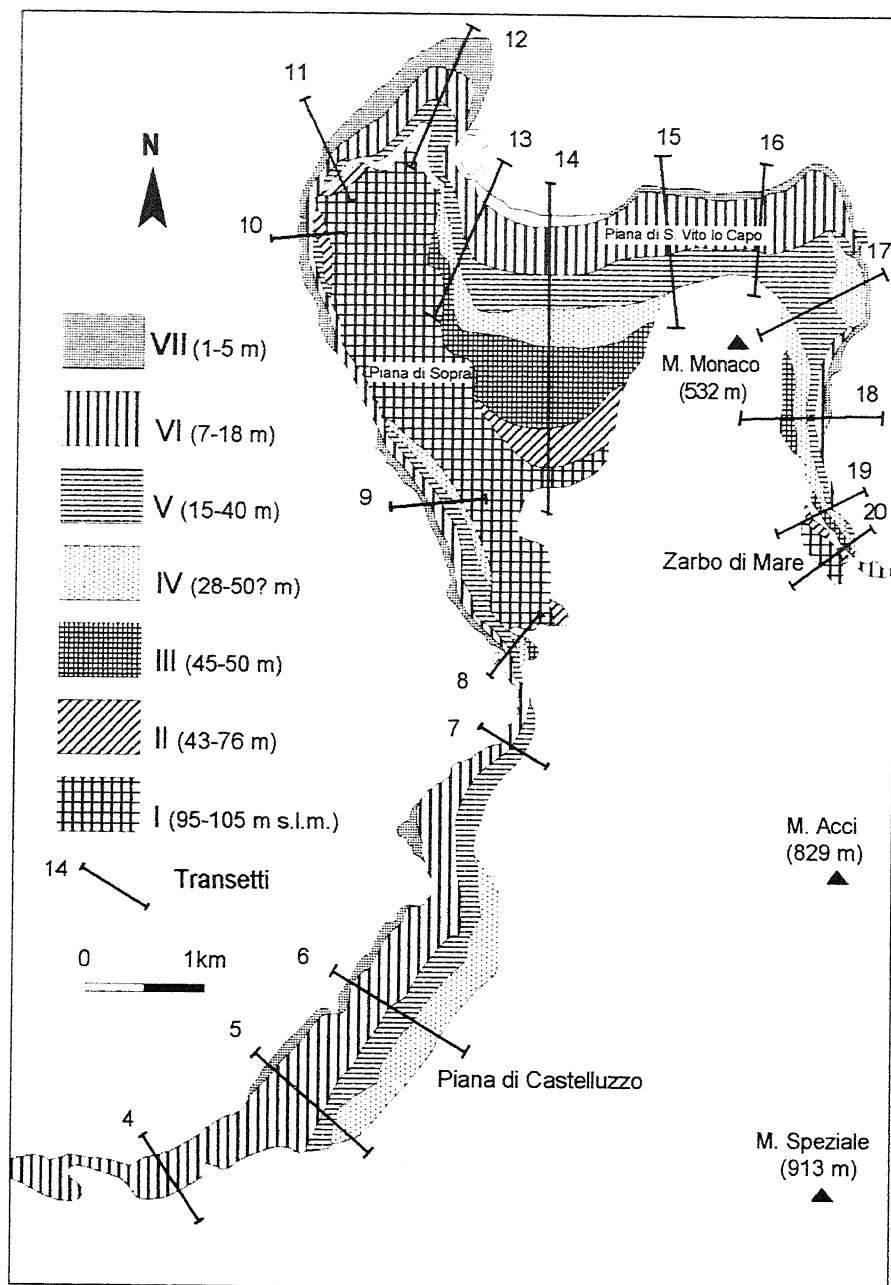 12
11
N
13
14
15
16
10
Piana di S. Vito lo Capo
17
VII (1-5 m)
M. Monaco
(532 m)
Piana di Sopra
VI (7-18 m)
18
V (15-40 m)
9
19
20
Zarbo di Mare
IV (28-50? m)
III (45-50 m)
8
7
II (43-76 m)
I (95-105 m s.l.m.)
M. Acci
(829 m)
14
Transetti
0 1km
6
5
Piana di Castelluzzo
4
M. Speziale
(913 m)